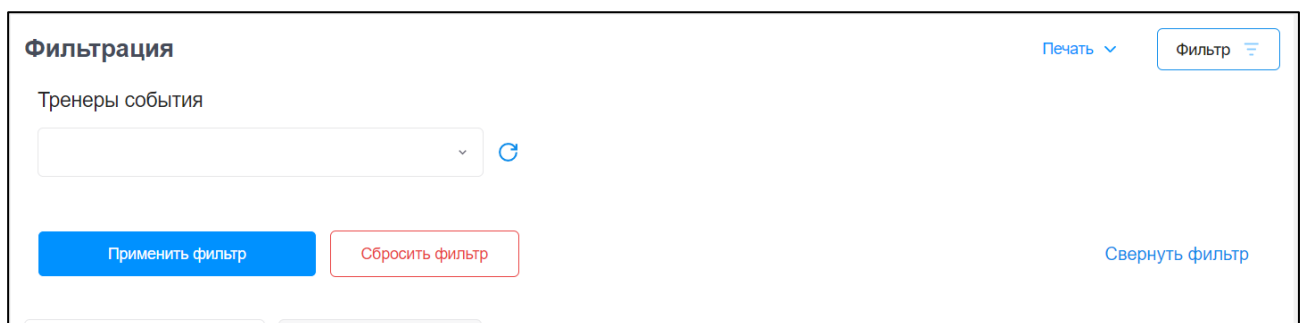 Фильтрация
Печать
Фильтр
Тренеры события
Применить фильтр
Сбросить фильтр
Свернуть фильтр